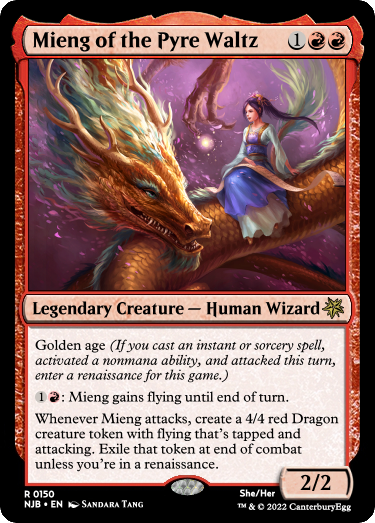 Mieng of the Pyre Waltz 1
Legendary Creature — Human Wizard
Golden age (If you cast an instant or sorcery spell,
activated a nonmana ability, and attacked this turn,
enter a renaissance for this game.)
1: Mieng gains flying until end of turn.
Whenever Mieng attacks, create a 4/4 red Dragon
creature token with flying that's tapped and
attacking. Exile that token at end of combat
unless you're in a renaissance.
2/2
R 0150
NJB • EN Sandara Tang
She/Her
™ & © 2022 CanterburyEgg